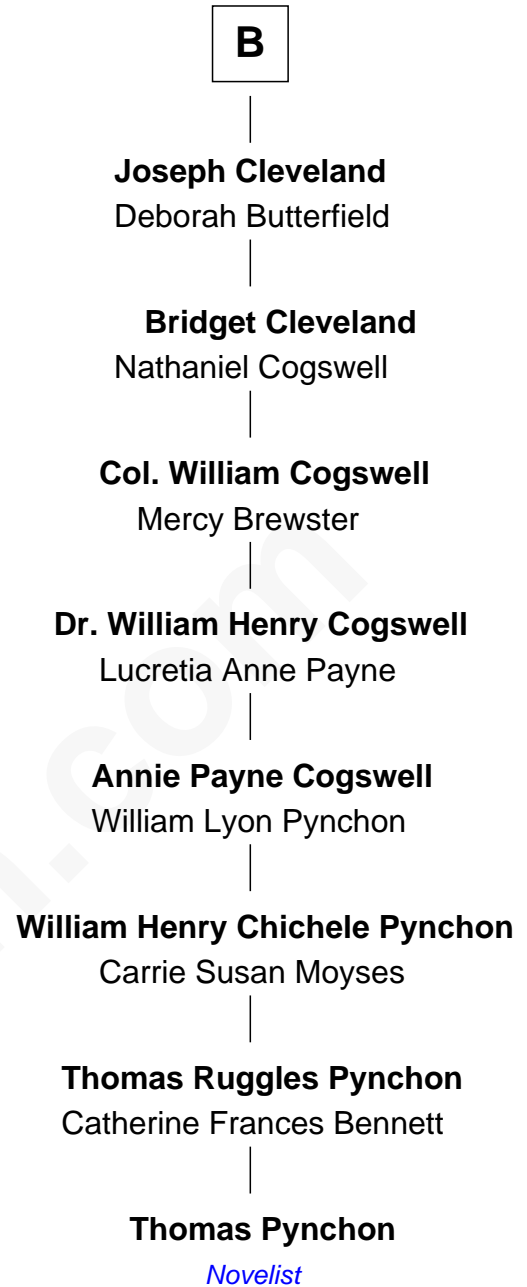 B
Joseph Cleveland
Deborah Butterfield
Bridget Cleveland
Nathaniel Cogswell
Col. William Cogswell
Mercy Brewster
Dr. William Henry Cogswell
Lucretia Anne Payne
Annie Payne Cogswell
William Lyon Pynchon
William Henry Chichele Pynchon
Carrie Susan Moyses
Thomas Ruggles Pynchon
Catherine Frances Bennett
Thomas Pynchon
Novelist